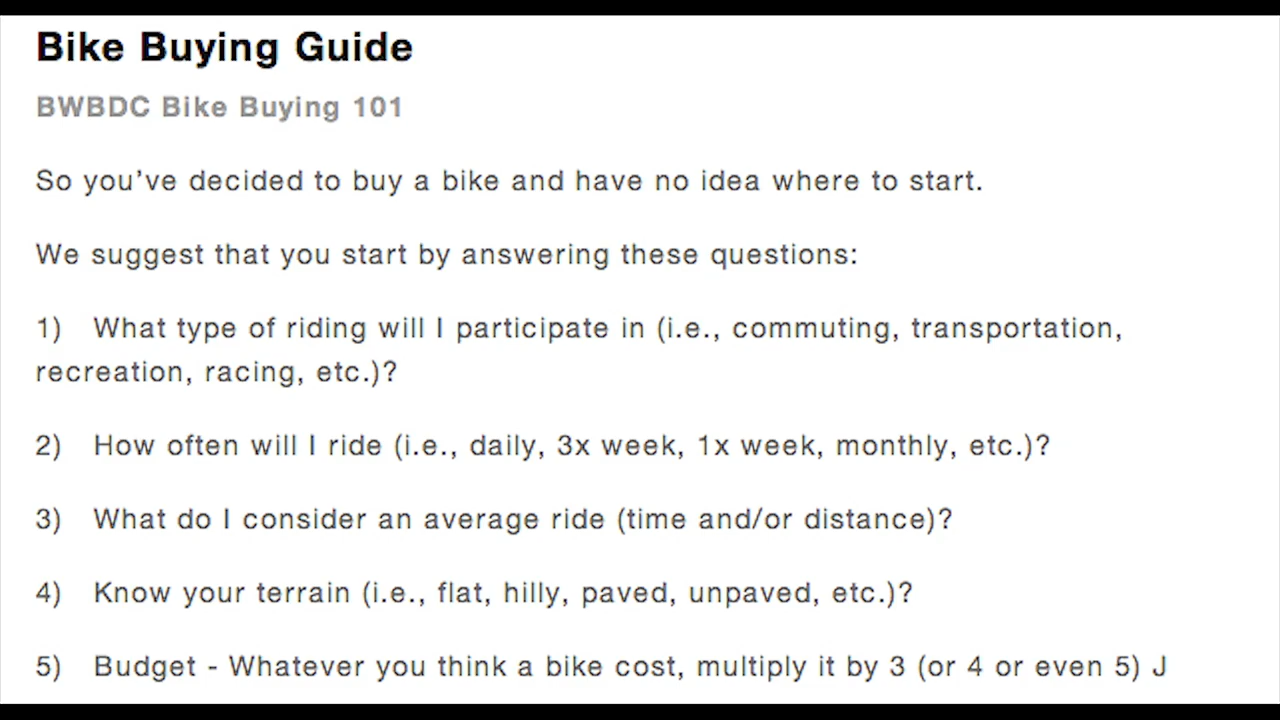 Bike Buying Guide
BWBDC Bike Buying 101
So you’ve decided to buy a bike and have no idea where to start.
We suggest that you start by answering these questions:
1) What type of riding will I participate in (i.e., commuting, transportation,
recreation, racing, etc.)?
2) How often will I ride (i.e., daily, 3x week, 1x week, monthly, etc.)?
3) What do I consider an average ride (time and/or distance)?
4) Know your terrain (i.e., flat, hilly, paved, unpaved, etc.)?
5) Budget - Whatever you think a bike cost, multiply it by 3 (or 4 or even 5) J